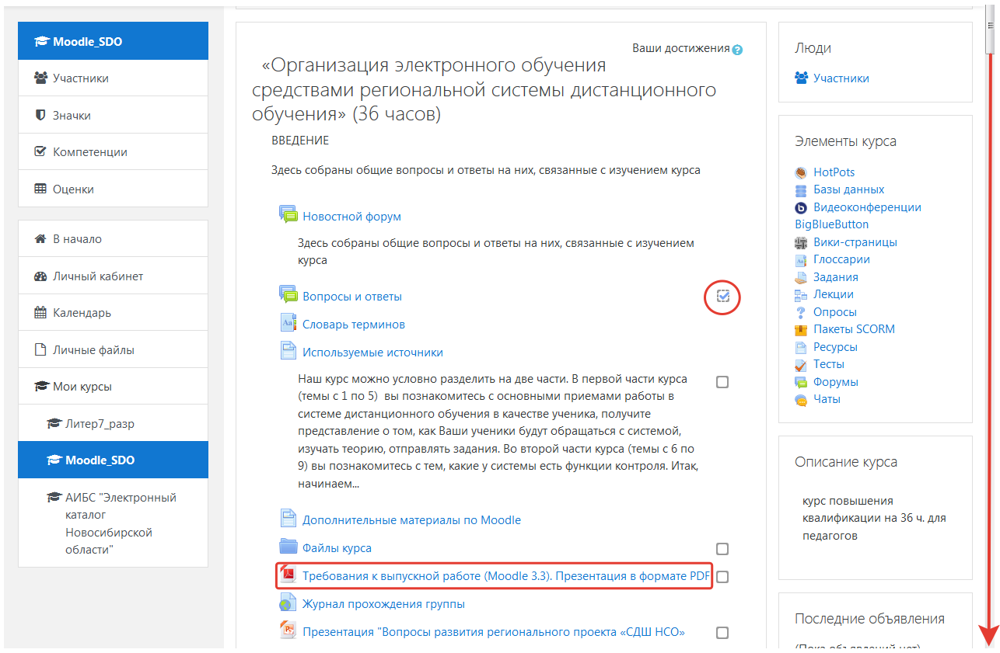 Moodle_SDO
Участники
Значки
Компетенции
Оценки
В начало
Личный кабинет
Календарь
Личные файлы
Мои курсы
Литер7_разр
Moodle_SDO
АИБС "Электронный
каталог
Новосибирской
области"
Ваши достижения
«Организация электронного обучения
средствами региональной системы дистанционного
обучения» (36 часов)
ВВЕДЕНИЕ
Здесь собраны общие вопросы и ответы на них, связанные с изучением курса
Новостной форум
Здесь собраны общие вопросы и ответы на них, связанные с изучением
курса
Вопросы и ответы
Словарь терминов
Используемые источники
Наш курс можно условно разделить на две части. В первой части курса
(темы с 1 по 5) вы познакомитесь с основными приемами работы в
системе дистанционного обучения в качестве ученика, получите
представление о том, как Ваши ученики будут обращаться с системой,
изучать теорию, отправлять задания. Во второй части курса (темы с 6 по
9) вы познакомитесь с тем, какие у системы есть функции контроля. Итак,
начинаем...
Дополнительные материалы по Moodle
Файлы курса
Требования к выпускной работе (Moodle 3.3). Презентация в формате PDF
Журнал прохождения группы
Презентация "Вопросы развития регионального проекта «СДШ НСО»
Люди
Участники
Элементы курса
HotPots
Базы данных
Видеоконференции
BigBlueButton
Вики-страницы
Глоссарии
Задания
Лекции
Опросы
Пакеты SCORM
Ресурсы
Тесты
Форумы
Чаты
Описание курса
курс повышения
квалификации на 36 ч. для
педагогов
Последние объявления
(Пока объявлений нет)